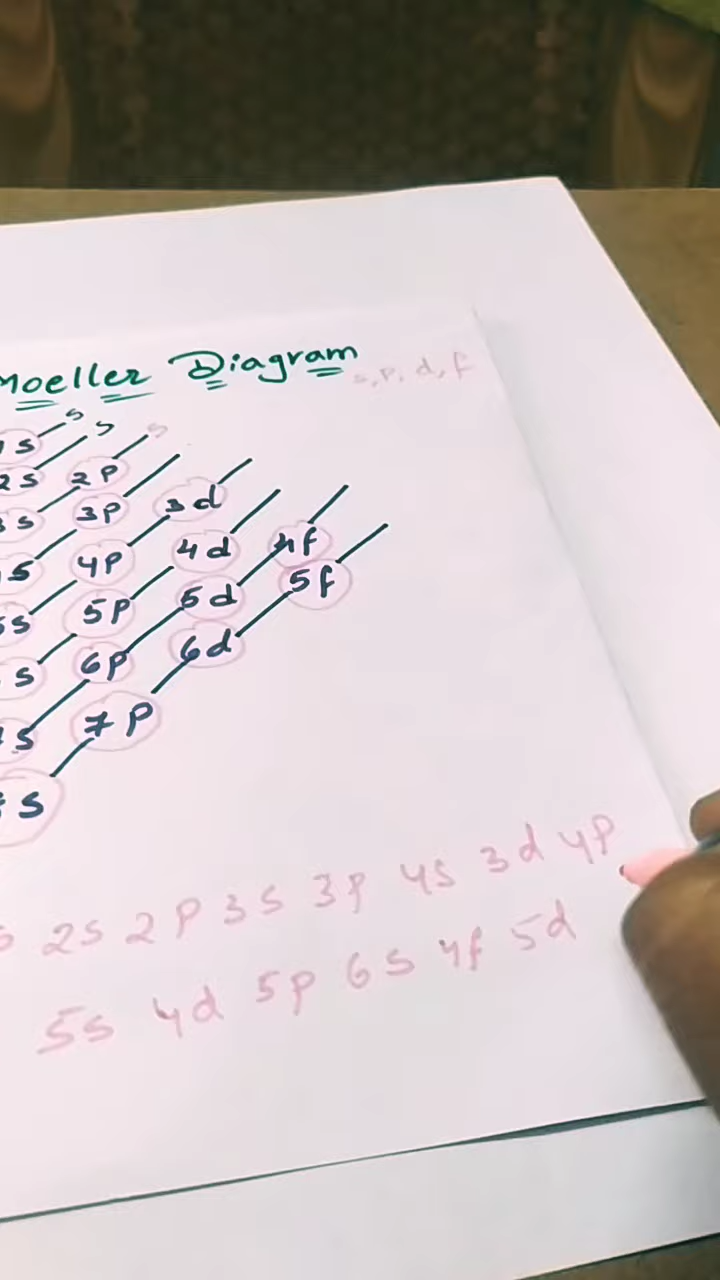 Moeller Diagram
s, p, d, f
s s s
1s
2s 2p
3s 3p 3d
4s 4p 4d 4f
5s 5p 5d 5f
6s 6p 6d
7s 7p
8s
1s 2s 2p 3s 3p 4s 3d 4p
5s 4d 5p 6s 4f 5d